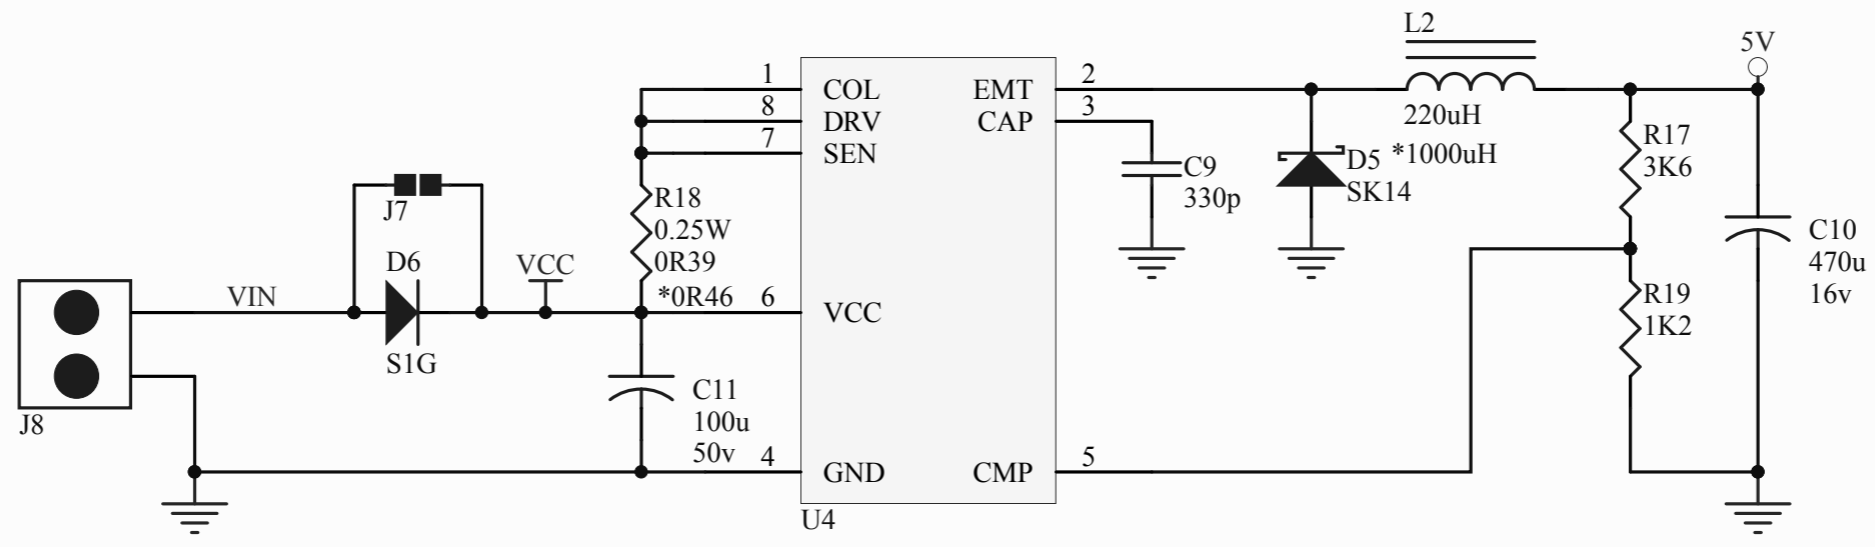 L2
5V
1
COL
EMT
2
8
DRV
CAP
3
220uH
7
SEN
*1000uH
C9
330p
D5
SK14
R17
3K6
J7
R18
0.25W
0R39
*0R46
C10
470u
16v
D6
VCC
VIN
6
VCC
R19
1K2
S1G
C11
100u
50v
J8
4
GND
CMP
5
U4